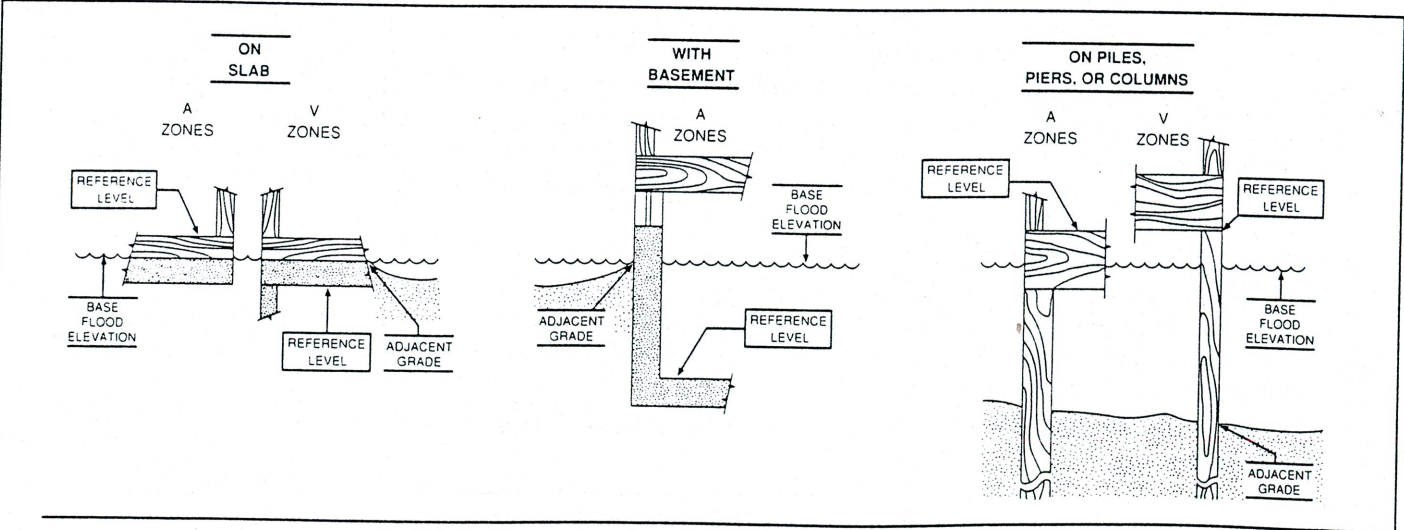 ON
SLAB
A
ZONES
V
ZONES
REFERENCE
LEVEL
BASE
FLOOD
ELEVATION
REFERENCE
LEVEL
ADJACENT
GRADE
WITH
BASEMENT
A
ZONES
BASE
FLOOD
ELEVATION
ADJACENT
GRADE
REFERENCE
LEVEL
ON PILES,
PIERS, OR COLUMNS
A
ZONES
V
ZONES
REFERENCE
LEVEL
REFERENCE
LEVEL
BASE
FLOOD
ELEVATION
ADJACENT
GRADE